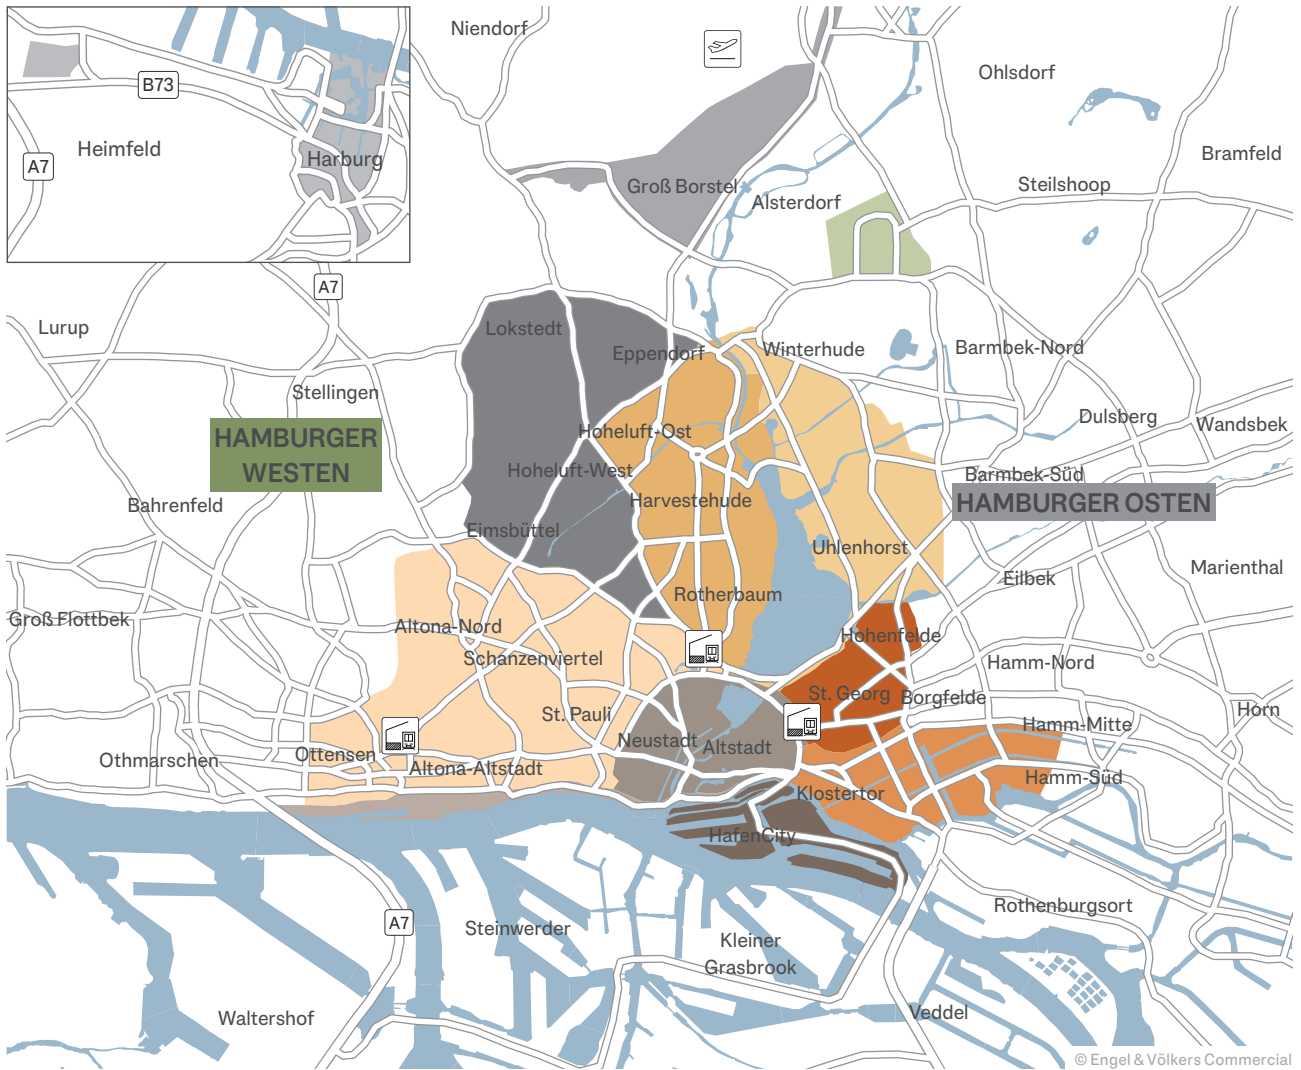 Niendorf
Ohlsdorf
B73
Heimfeld
A7
Harburg
Bramfeld
Groß Borstel
Alsterdorf
Steilshoop
A7
Lurup
Lokstedt
Eppendorf
Winterhude
Barmbek-Nord
Stellingen
Dulsberg
Wandsbek
HAMBURGER
WESTEN
Hoheluft-Ost
Hoheluft-West
Barmbek-Süd
HAMBURGER OSTEN
Bahrenfeld
Harvestehude
Eimsbüttel
Uhlenhorst
Marienthal
Eilbek
Rotherbaum
Groß Flottbek
Altona-Nord
Hohenfelde
Schanzenviertel
Hamm-Nord
St. Georg
Borgfelde
Horn
St. Pauli
Hamm-Mitte
Neustadt
Altstadt
Ottensen
Othmarschen
Altona-Altstadt
Hamm-Süd
Klostertor
HafenCity
Rothenburgsort
A7
Steinwerder
Kleiner
Grasbrook
Waltershof
Veddel
© Engel & Völkers Commercial